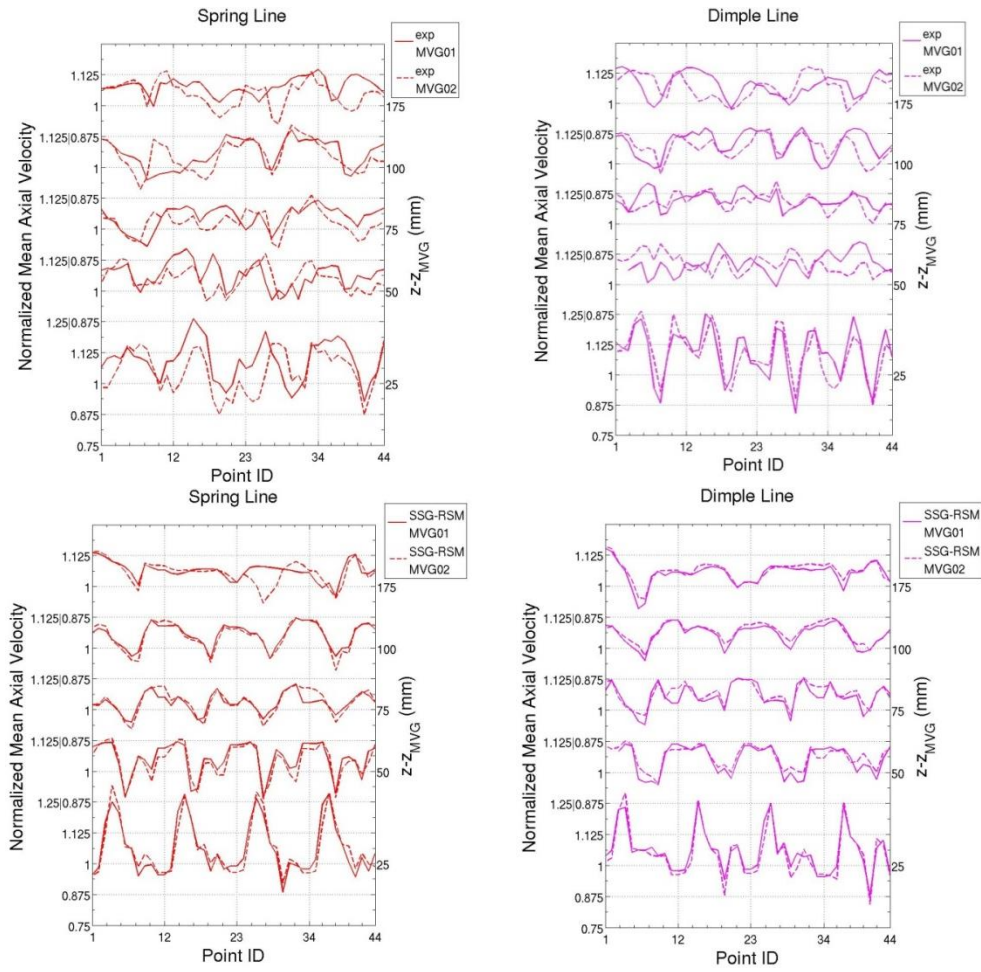 Spring Line
exp
MVG01
exp
MVG02
Normalized Mean Axial Velocity
1.125
1
1.125|0.875
1
1.125|0.875
1
1.125|0.875
1
1.25|0.875
1.125
1
0.875
0.75
175
100
75
50
25
z-zMVG (mm)
1 12 23 34 44
Point ID
Dimple Line
exp
MVG01
exp
MVG02
Normalized Mean Axial Velocity
1.125
1
1.125|0.875
1
1.125|0.875
1
1.125|0.875
1
1.25|0.875
1.125
1
0.875
0.75
175
100
75
50
25
z-zMVG (mm)
1 12 23 34 44
Point ID
Spring Line
SSG-RSM
MVG01
SSG-RSM
MVG02
Normalized Mean Axial Velocity
1.125
1
1.125|0.875
1
1.125|0.875
1
1.125|0.875
1
1.25|0.875
1.125
1
0.875
0.75
175
100
75
50
25
z-zMVG (mm)
1 12 23 34 44
Point ID
Dimple Line
SSG-RSM
MVG01
SSG-RSM
MVG02
Normalized Mean Axial Velocity
1.125
1
1.125|0.875
1
1.125|0.875
1
1.125|0.875
1
1.25|0.875
1.125
1
0.875
0.75
175
100
75
50
25
z-zMVG (mm)
1 12 23 34 44
Point ID